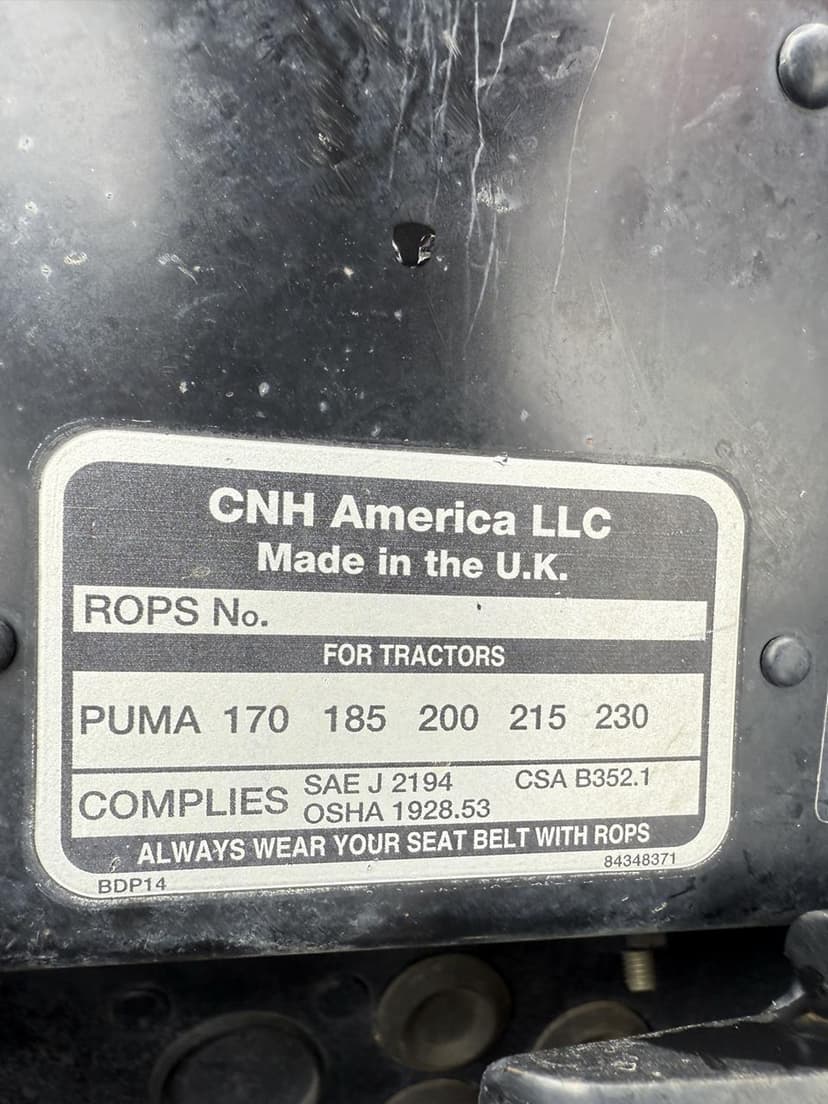 CNH America LLC
Made in the U.K.
ROPS No.
FOR TRACTORS
PUMA 170 185 200 215 230
COMPLIES SAE J 2194 CSA B352.1
OSHA 1928.53
ALWAYS WEAR YOUR SEAT BELT WITH ROPS
BDP14 84348371